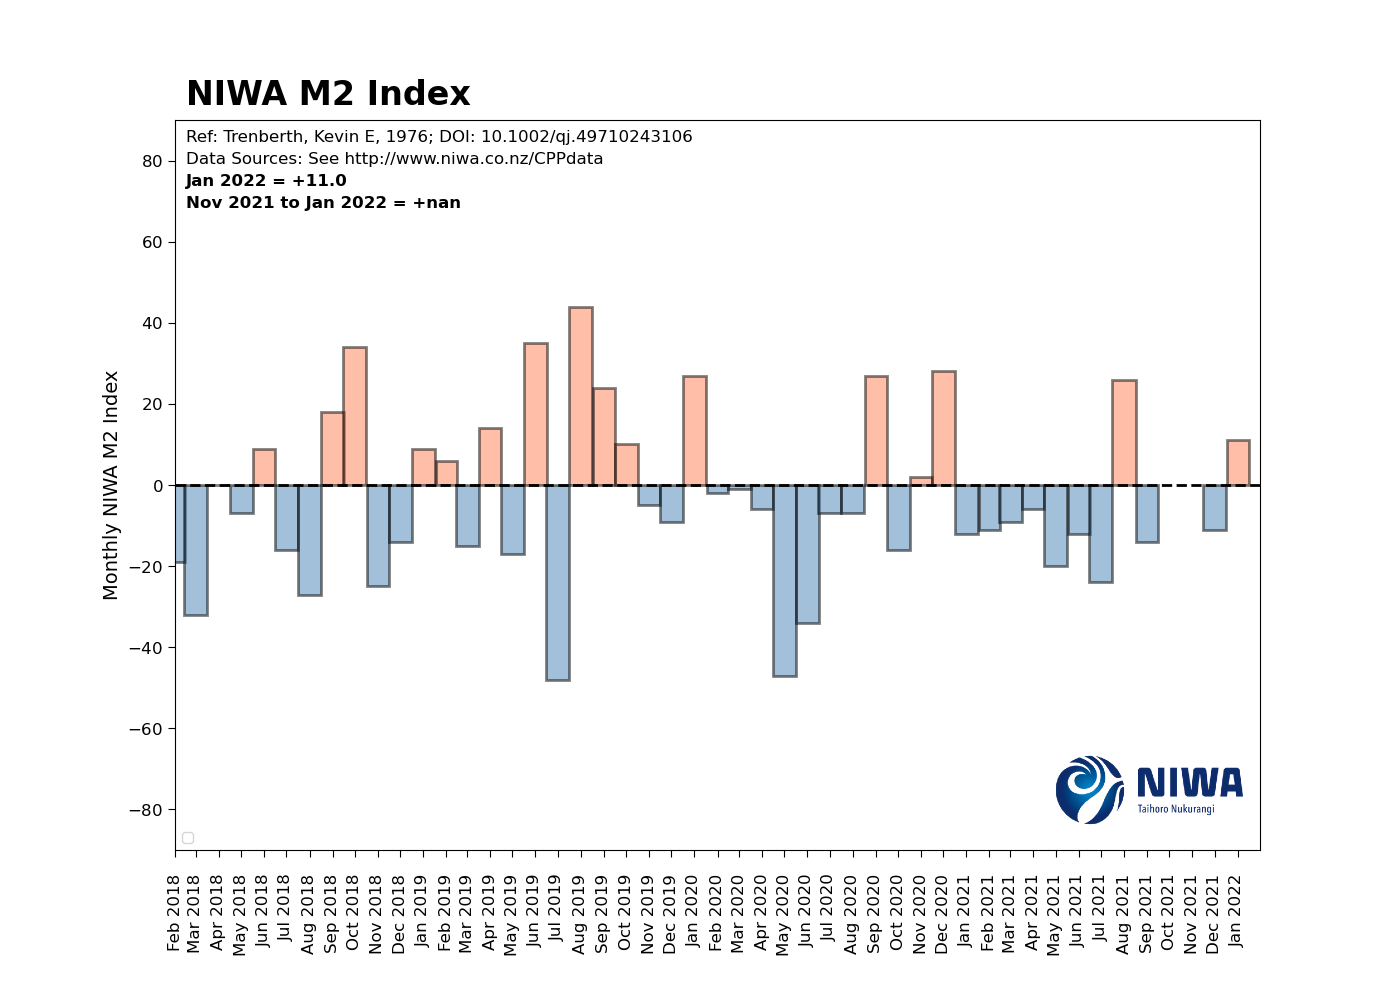 NIWA M2 Index
Ref: Trenberth, Kevin E, 1976; DOI: 10.1002/qj.49710243106
Data Sources: See http://www.niwa.co.nz/CPPdata
Jan 2022 = +11.0
Nov 2021 to Jan 2022 = +nan
Monthly NIWA M2 Index
80
60
40
20
0
−20
−40
−60
−80
NIWA
Taihoro Nukurangi
Feb 2018
Mar 2018
Apr 2018
May 2018
Jun 2018
Jul 2018
Aug 2018
Sep 2018
Oct 2018
Nov 2018
Dec 2018
Jan 2019
Feb 2019
Mar 2019
Apr 2019
May 2019
Jun 2019
Jul 2019
Aug 2019
Sep 2019
Oct 2019
Nov 2019
Dec 2019
Jan 2020
Feb 2020
Mar 2020
Apr 2020
May 2020
Jun 2020
Jul 2020
Aug 2020
Sep 2020
Oct 2020
Nov 2020
Dec 2020
Jan 2021
Feb 2021
Mar 2021
Apr 2021
May 2021
Jun 2021
Jul 2021
Aug 2021
Sep 2021
Oct 2021
Nov 2021
Dec 2021
Jan 2022